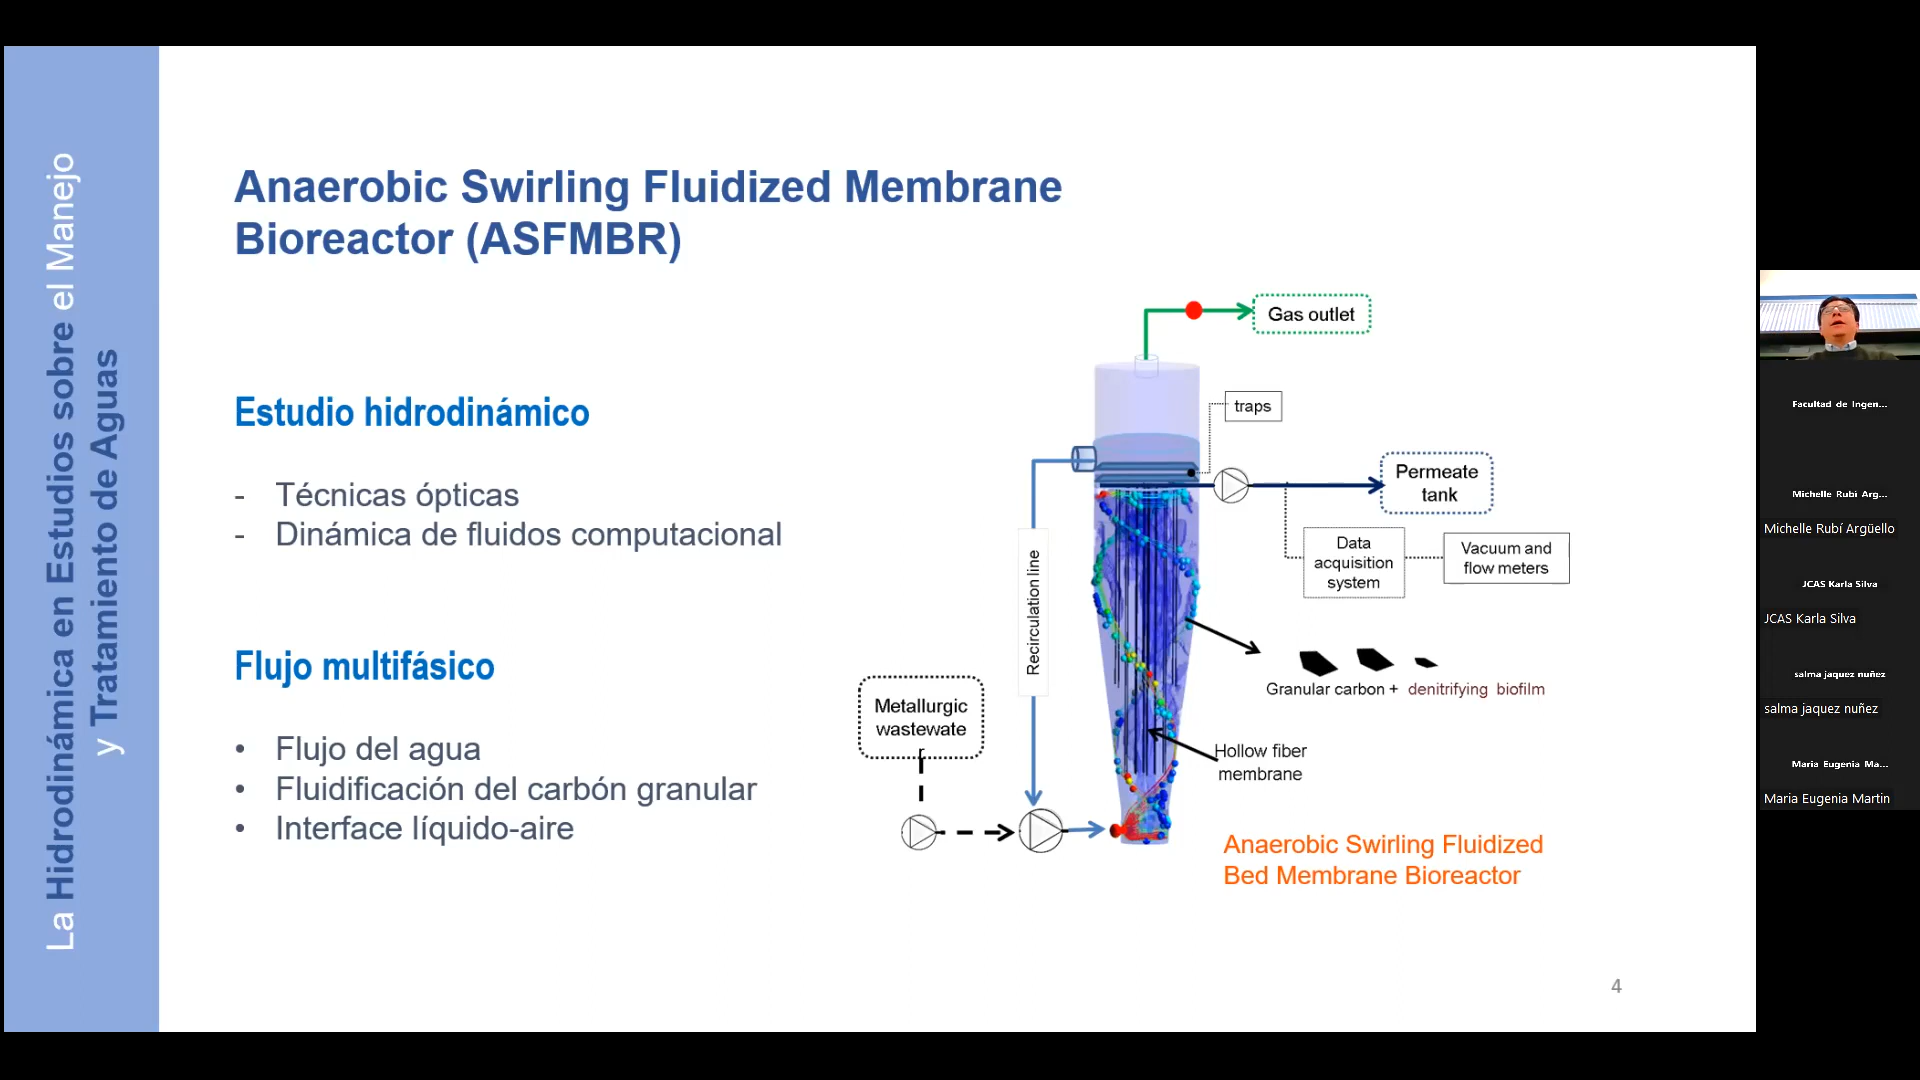 La Hidrodinámica en Estudios sobre el Manejo
y Tratamiento de Aguas
Anaerobic Swirling Fluidized Membrane
Bioreactor (ASFMBR)
Estudio hidrodinámico
- Técnicas ópticas
- Dinámica de fluidos computacional
Flujo multifásico
• Flujo del agua
• Fluidificación del carbón granular
• Interface líquido-aire
Gas outlet
traps
Permeate
tank
Data
acquisition
system
Vacuum and
flow meters
Recirculation line
Granular carbon + denitrifying biofilm
Metallurgic
wastewate
r
Hollow fiber
membrane
Anaerobic Swirling Fluidized
Bed Membrane Bioreactor
4
Facultad de Ingen...
Michelle Rubi Arg...
Michelle Rubí Argüello
JCAS Karla Silva
JCAS Karla Silva
salma jaquez nuñez
salma jaquez nuñez
Maria Eugenia Ma...
Maria Eugenia Martin